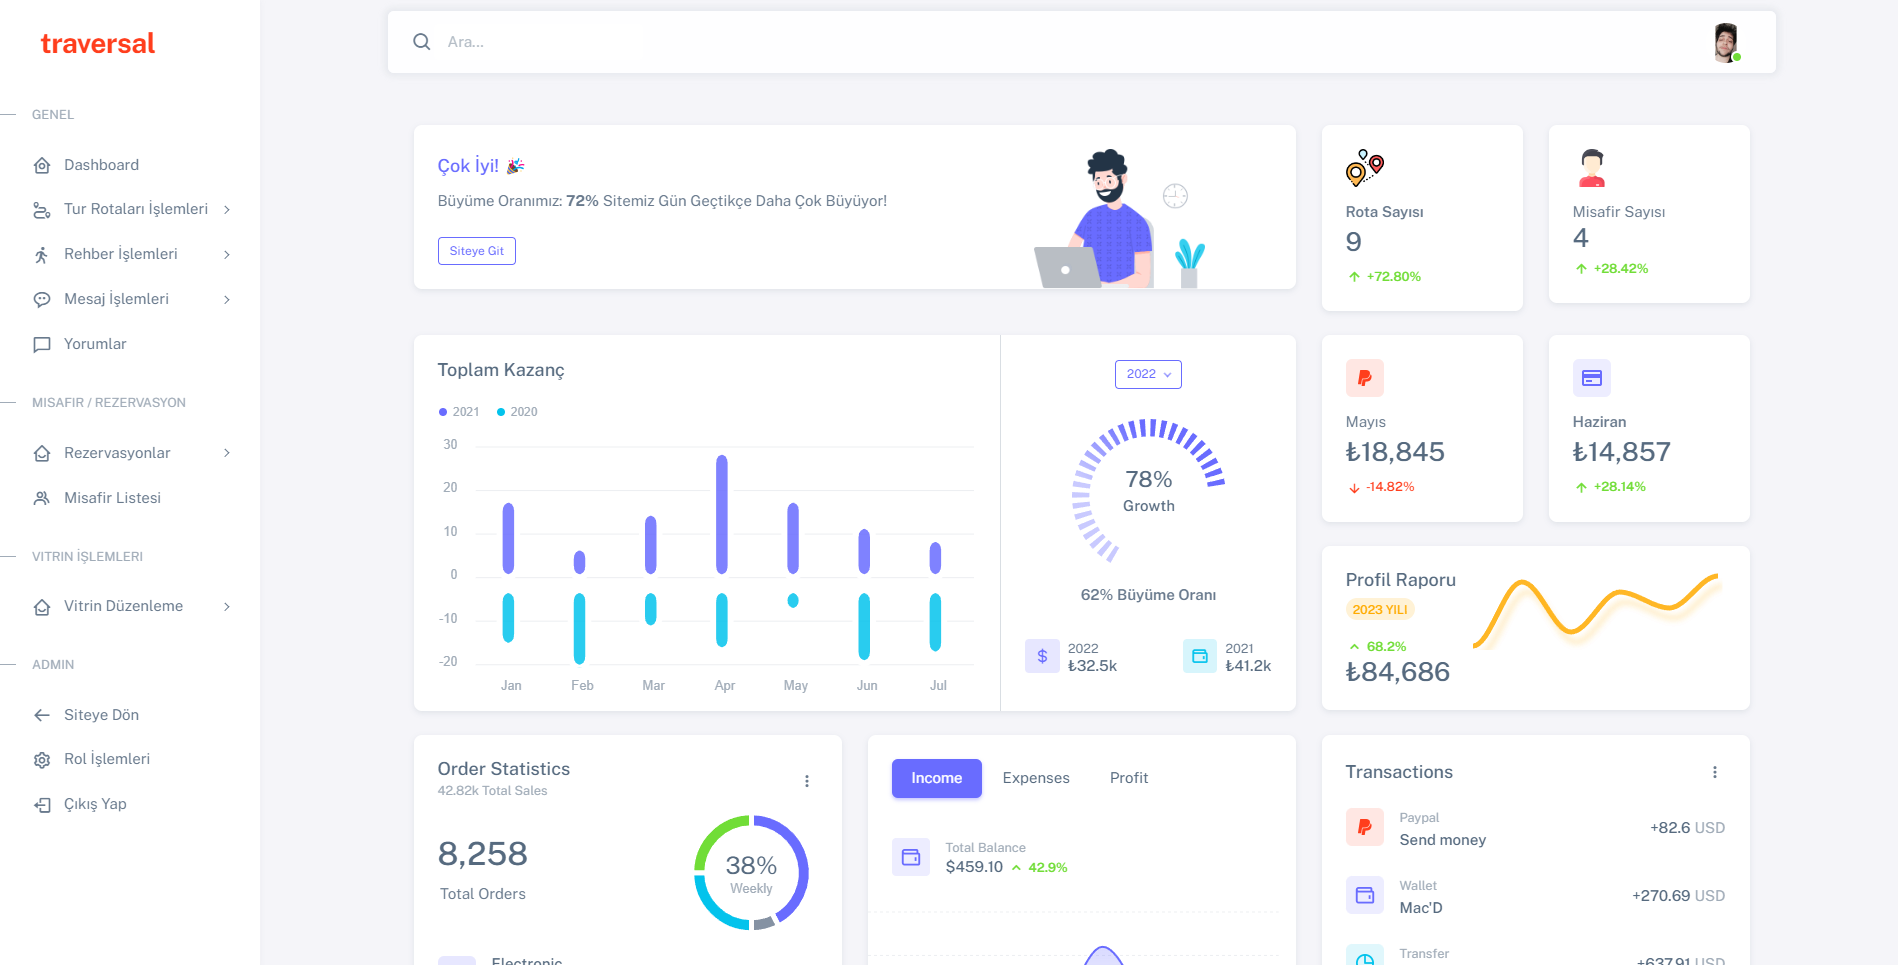 traversal
Ara...
GENEL
Dashboard
Tur Rotaları İşlemleri
Rehber İşlemleri
Mesaj İşlemleri
Yorumlar
MISAFIR / REZERVASYON
Rezervasyonlar
Misafir Listesi
VITRIN İŞLEMLERI
Vitrin Düzenleme
ADMIN
Siteye Dön
Rol İşlemleri
Çıkış Yap
Çok İyi! 🎉
Büyüme Oranımız: 72% Sitemiz Gün Geçtikçe Daha Çok Büyüyor!
Siteye Git
Rota Sayısı
9
+72.80%
Misafir Sayısı
4
+28.42%
Toplam Kazanç
2021 2020
30
20
10
0
-10
-20
Jan Feb Mar Apr May Jun Jul
2022
78%
Growth
62% Büyüme Oranı
2022
₺32.5k
2021
₺41.2k
Mayıs
₺18,845
-14.82%
Haziran
₺14,857
+28.14%
Profil Raporu
2023 YILI
68.2%
₺84,686
Order Statistics
42.82k Total Sales
8,258
Total Orders
38%
Weekly
Electronic
Income Expenses Profit
Total Balance
$459.10 42.9%
Transactions
Paypal
Send money
+82.6 USD
Wallet
Mac'D
+270.69 USD
Transfer
+637.91 USD